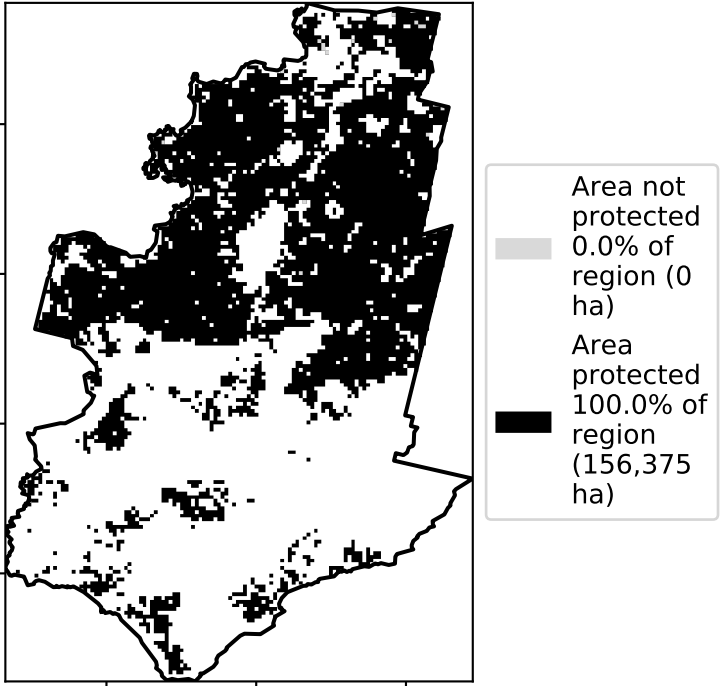 Area not
protected
0.0% of
region (0
ha)
Area
protected
100.0% of
region
(156,375
ha)